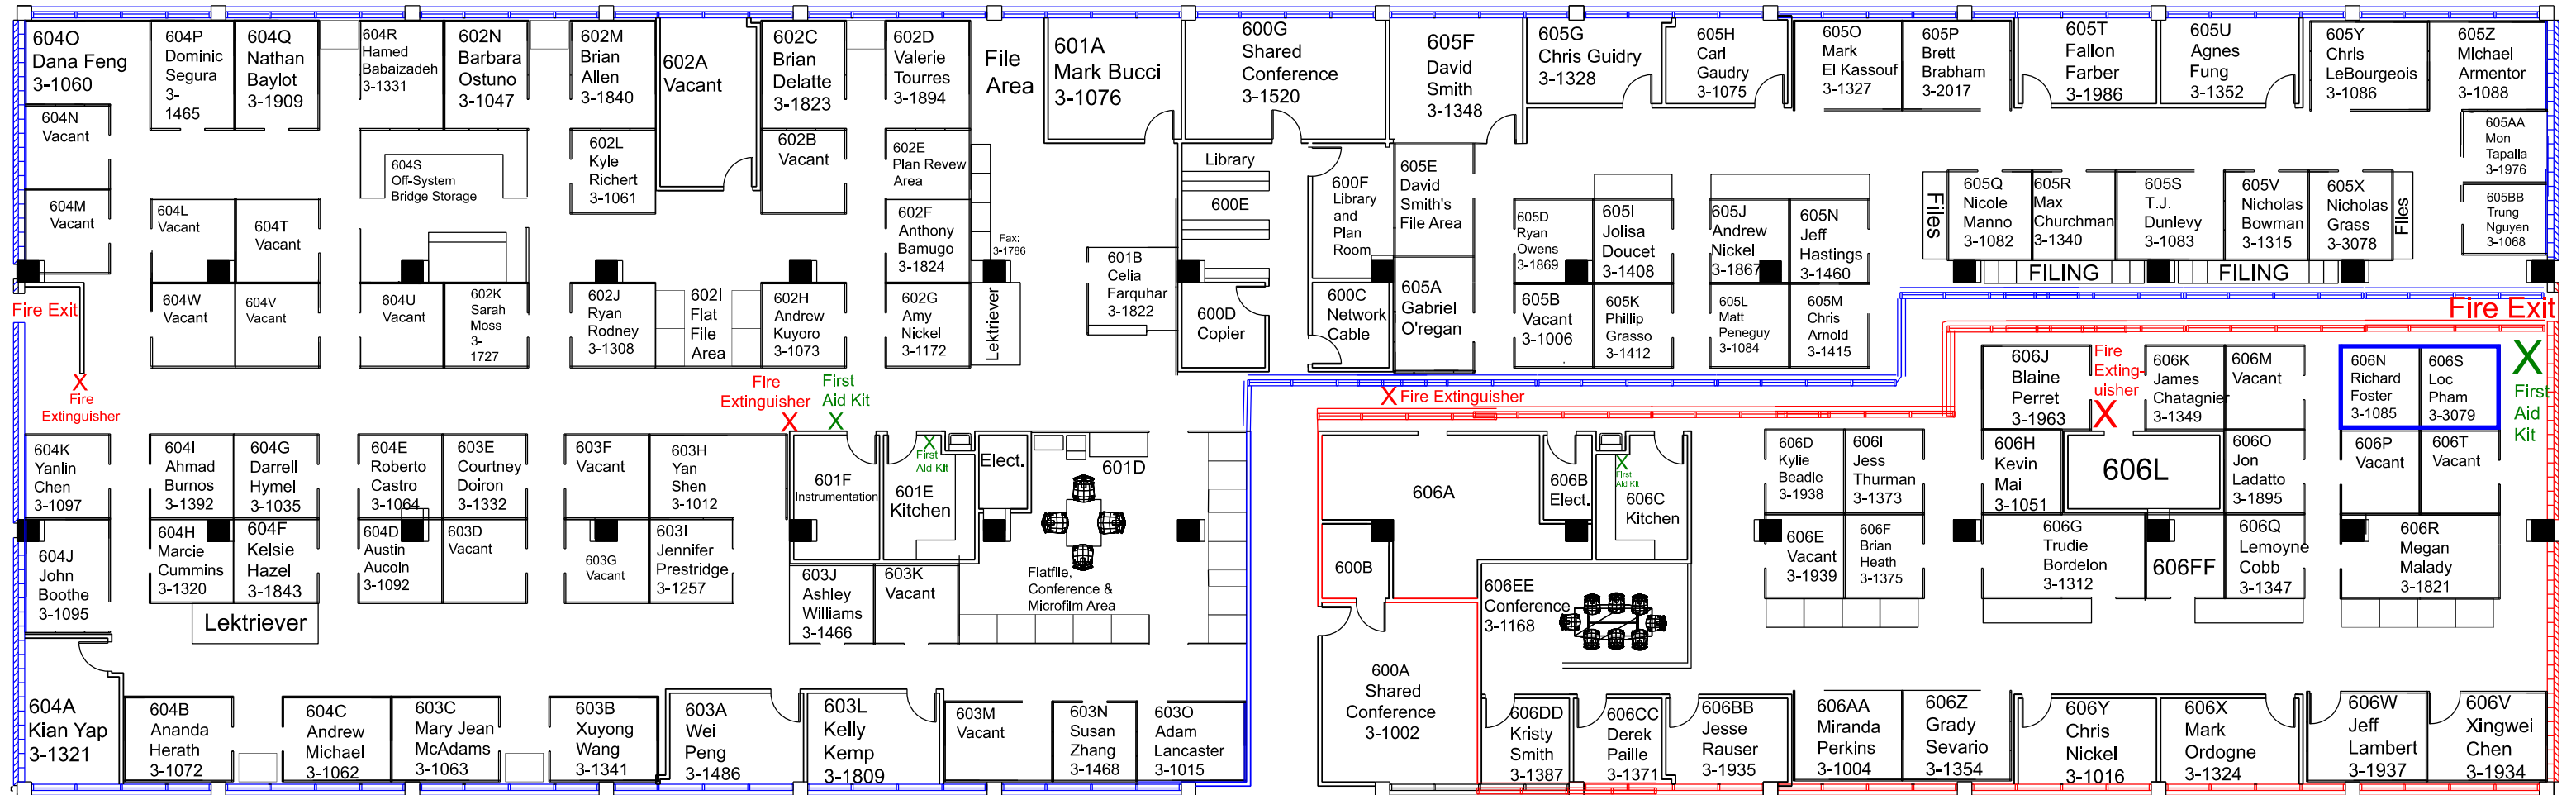 604O
Dana Feng
3-1060
604P
Dominic
Segura
3-
1465
604Q
Nathan
Baylot
3-1909
604R
Hamed
Babaizadeh
3-1331
602N
Barbara
Ostuno
3-1047
602M
Brian
Allen
3-1840
602A
Vacant
602C
Brian
Delatte
3-1823
602D
Valerie
Tourres
3-1894
File
Area
601A
Mark Bucci
3-1076
600G
Shared
Conference
3-1520
605F
David
Smith
3-1348
605G
Chris Guidry
3-1328
605H
Carl
Gaudry
3-1075
605O
Mark
El Kassouf
3-1327
605P
Brett
Brabham
3-2017
605T
Fallon
Farber
3-1986
605U
Agnes
Fung
3-1352
605Y
Chris
LeBourgeois
3-1086
605Z
Michael
Armentor
3-1088
604N
Vacant
604S
Off-System
Bridge Storage
602L
Kyle
Richert
3-1061
602B
Vacant
602E
Plan Revew
Area
Library
600E
600F
Library
and
Plan
Room
605E
David
Smith's
File Area
605AA
Mon
Tapalla
3-1976
604M
Vacant
604L
Vacant
604T
Vacant
602F
Anthony
Bamugo
3-1824
Fax:
3-1786
601B
Celia
Farquhar
3-1822
605D
Ryan
Owens
3-1869
605I
Jolisa
Doucet
3-1408
605J
Andrew
Nickel
3-1867
605N
Jeff
Hastings
3-1460
Files
605Q
Nicole
Manno
3-1082
605R
Max
Churchman
3-1340
605S
T.J.
Dunlevy
3-1083
605V
Nicholas
Bowman
3-1315
605X
Nicholas
Grass
3-3078
Files
605BB
Trung
Nguyen
3-1068
FILING
FILING
Fire Exit
604W
Vacant
604V
Vacant
604U
Vacant
602K
Sarah
Moss
3-
1727
602J
Ryan
Rodney
3-1308
602I
Flat
File
Area
602H
Andrew
Kuyoro
3-1073
602G
Amy
Nickel
3-1172
Lektriever
600D
Copier
600C
Network
Cable
605A
Gabriel
O'regan
605B
Vacant
3-1006
605K
Phillip
Grasso
3-1412
605L
Matt
Peneguy
3-1084
605M
Chris
Arnold
3-1415
Fire Exit
X
Fire
Extinguisher
Fire
Extinguisher
X
First
Aid Kit
X
X Fire Extinguisher
606J
Blaine
Perret
3-1963
Fire
Exting-
uisher
X
606K
James
Chatagnier
3-1349
606M
Vacant
606N
Richard
Foster
3-1085
606S
Loc
Pham
3-3079
X
First
Aid
Kit
604K
Yanlin
Chen
3-1097
604I
Ahmad
Burnos
3-1392
604G
Darrell
Hymel
3-1035
604E
Roberto
Castro
3-1064
603E
Courtney
Doiron
3-1332
603F
Vacant
603H
Yan
Shen
3-1012
601F
Instrumentation
X
First
Aid Kit
601E
Kitchen
Elect.
601D
606A
606B
Elect.
X
First
Aid Kit
606C
Kitchen
606D
Kylie
Beadle
3-1938
606I
Jess
Thurman
3-1373
606H
Kevin
Mai
3-1051
606L
606O
Jon
Ladatto
3-1895
606P
Vacant
606T
Vacant
604J
John
Boothe
3-1095
604H
Marcie
Cummins
3-1320
604F
Kelsie
Hazel
3-1843
604D
Austin
Aucoin
3-1092
603D
Vacant
603G
Vacant
603I
Jennifer
Prestridge
3-1257
603J
Ashley
Williams
3-1466
603K
Vacant
Flatfile,
Conference &
Microfilm Area
600B
606EE
Conference
3-1168
606E
Vacant
3-1939
606F
Brian
Heath
3-1375
606G
Trudie
Bordelon
3-1312
606FF
606Q
Lemoyne
Cobb
3-1347
606R
Megan
Malady
3-1821
Lektriever
604A
Kian Yap
3-1321
604B
Ananda
Herath
3-1072
604C
Andrew
Michael
3-1062
603C
Mary Jean
McAdams
3-1063
603B
Xuyong
Wang
3-1341
603A
Wei
Peng
3-1486
603L
Kelly
Kemp
3-1809
603M
Vacant
603N
Susan
Zhang
3-1468
603O
Adam
Lancaster
3-1015
600A
Shared
Conference
3-1002
606DD
Kristy
Smith
3-1387
606CC
Derek
Paille
3-1371
606BB
Jesse
Rauser
3-1935
606AA
Miranda
Perkins
3-1004
606Z
Grady
Sevario
3-1354
606Y
Chris
Nickel
3-1016
606X
Mark
Ordogne
3-1324
606W
Jeff
Lambert
3-1937
606V
Xingwei
Chen
3-1934